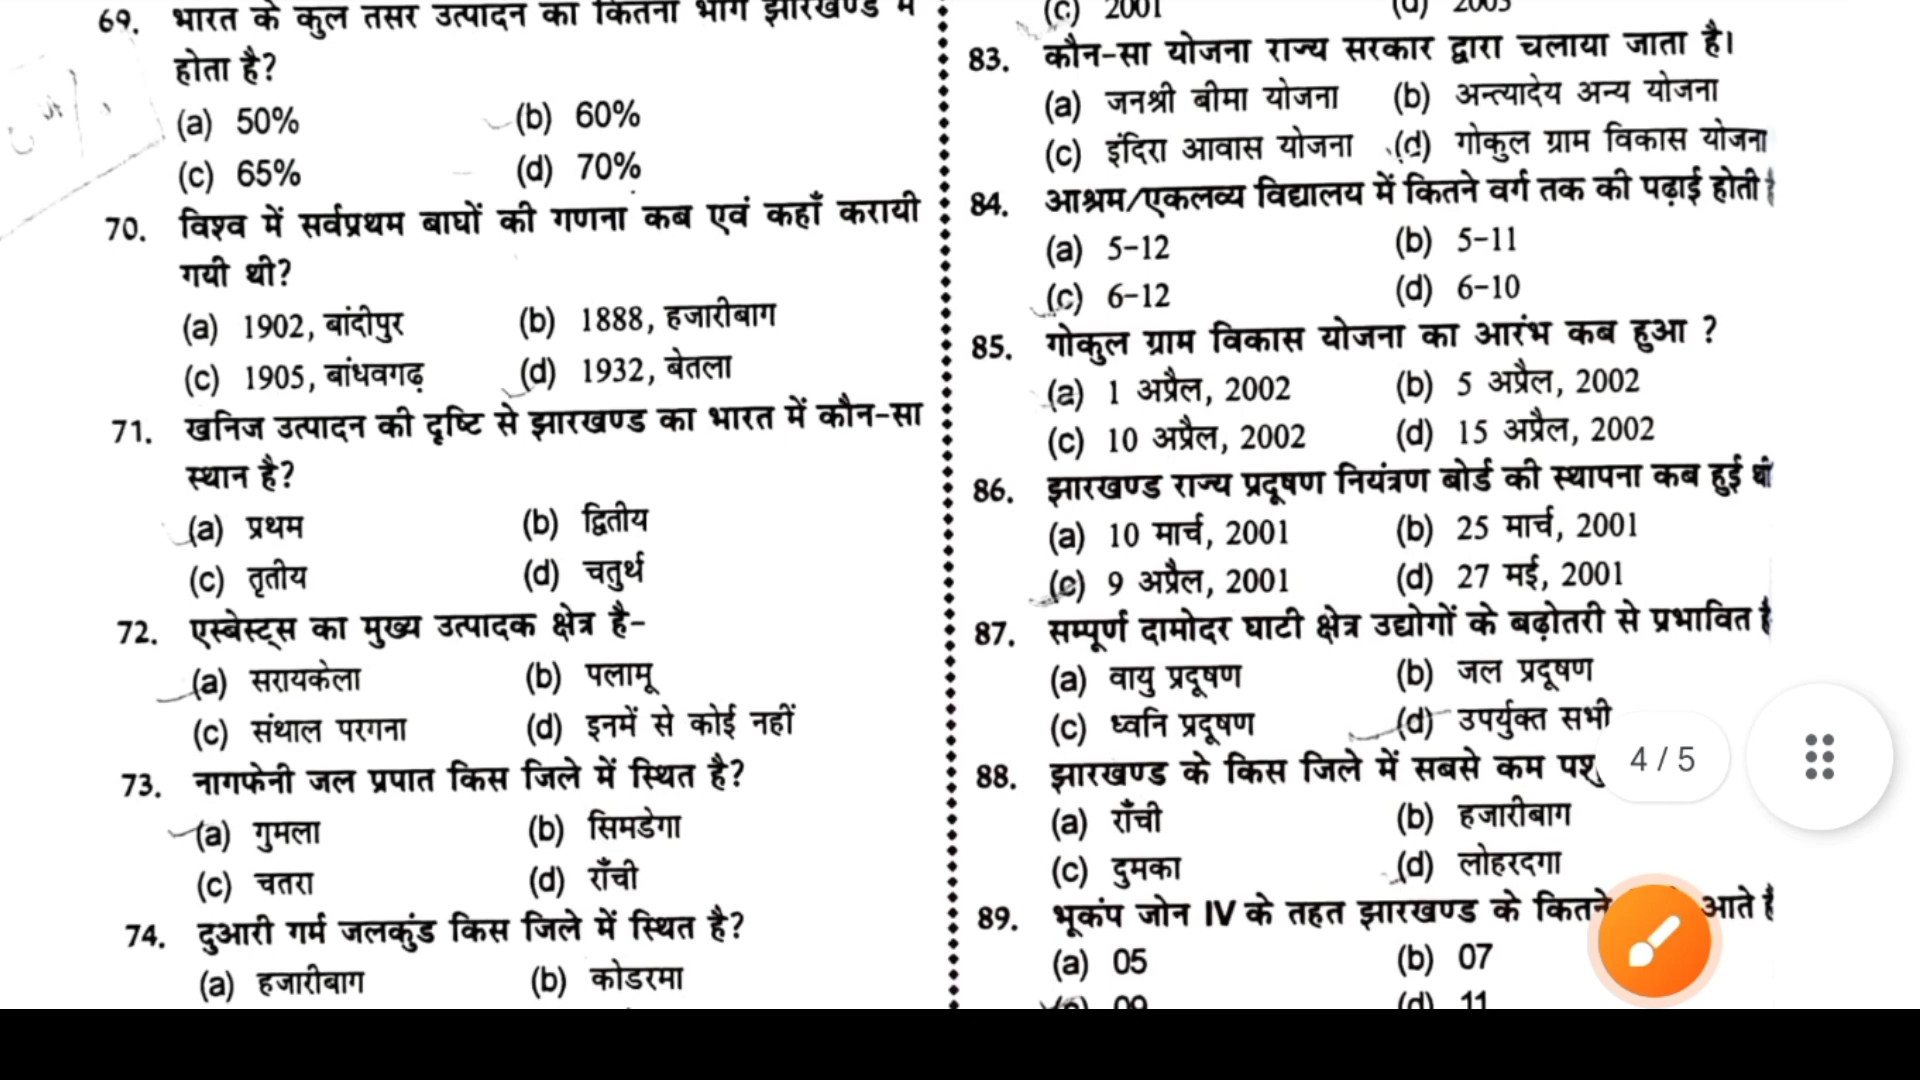 69. भारत के कुल तसर उत्पादन का कितना भाग झारखण्ड में
होता है?
(a) 50% (b) 60%
(c) 65% (d) 70%
70. विश्व में सर्वप्रथम बाघों की गणना कब एवं कहाँ करायी
गयी थी?
(a) 1902, बांदीपुर (b) 1888, हजारीबाग
(c) 1905, बांधवगढ़ (d) 1932, बेतला
71. खनिज उत्पादन की दृष्टि से झारखण्ड का भारत में कौन-सा
स्थान है?
(a) प्रथम (b) द्वितीय
(c) तृतीय (d) चतुर्थ
72. एस्बेस्ट्स का मुख्य उत्पादक क्षेत्र है-
(a) सरायकेला (b) पलामू
(c) संथाल परगना (d) इनमें से कोई नहीं
73. नागफेनी जल प्रपात किस जिले में स्थित है?
(a) गुमला (b) सिमडेगा
(c) चतरा (d) राँची
74. दुआरी गर्म जलकुंड किस जिले में स्थित है?
(a) हजारीबाग (b) कोडरमा
(c) 2001 (d) 2003
83. कौन-सा योजना राज्य सरकार द्वारा चलाया जाता है।
(a) जनश्री बीमा योजना (b) अन्त्यादेय अन्य योजना
(c) इंदिरा आवास योजना (d) गोकुल ग्राम विकास योजना
84. आश्रम/एकलव्य विद्यालय में कितने वर्ग तक की पढ़ाई होती
(a) 5-12 (b) 5-11
(c) 6-12 (d) 6-10
85. गोकुल ग्राम विकास योजना का आरंभ कब हुआ ?
(a) 1 अप्रैल, 2002 (b) 5 अप्रैल, 2002
(c) 10 अप्रैल, 2002 (d) 15 अप्रैल, 2002
86. झारखण्ड राज्य प्रदूषण नियंत्रण बोर्ड की स्थापना कब हुई
(a) 10 मार्च, 2001 (b) 25 मार्च, 2001
(c) 9 अप्रैल, 2001 (d) 27 मई, 2001
87. सम्पूर्ण दामोदर घाटी क्षेत्र उद्योगों के बढ़ोतरी से प्रभावित है
(a) वायु प्रदूषण (b) जल प्रदूषण
(c) ध्वनि प्रदूषण (d) उपर्युक्त सभी
4 / 5
88. झारखण्ड के किस जिले में सबसे कम
(a) राँची (b) हजारीबाग
(c) दुमका (d) लोहरदगा
89. भूकंप जोन IV के तहत झारखण्ड के कितने आते हैं
(a) 05 (b) 07
(c) 09 (d) 11